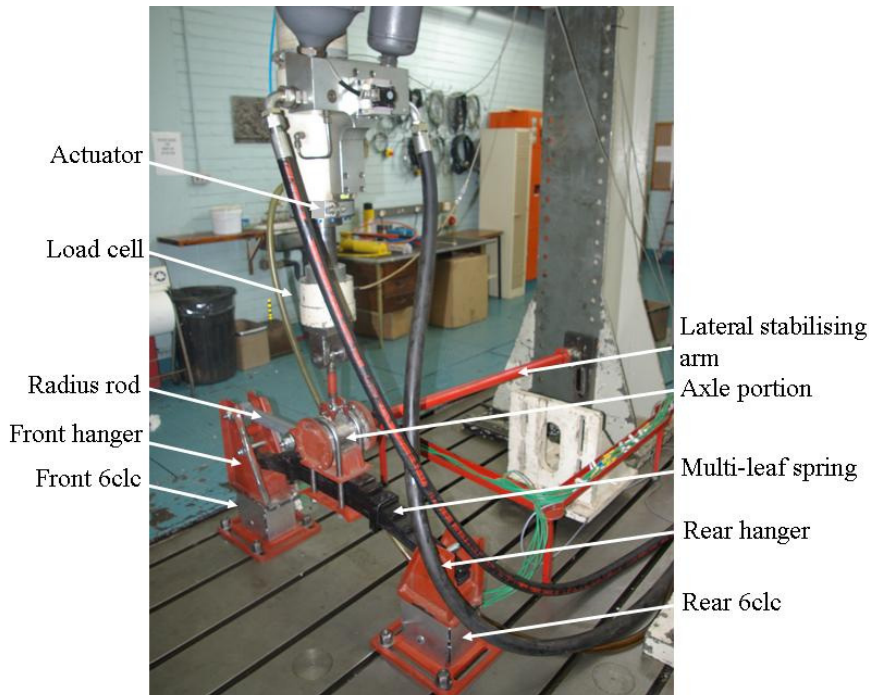 Actuator
Load cell
Radius rod
Front hanger
Front 6clc
Lateral stabilising
arm
Axle portion
Multi-leaf spring
Rear hanger
Rear 6clc